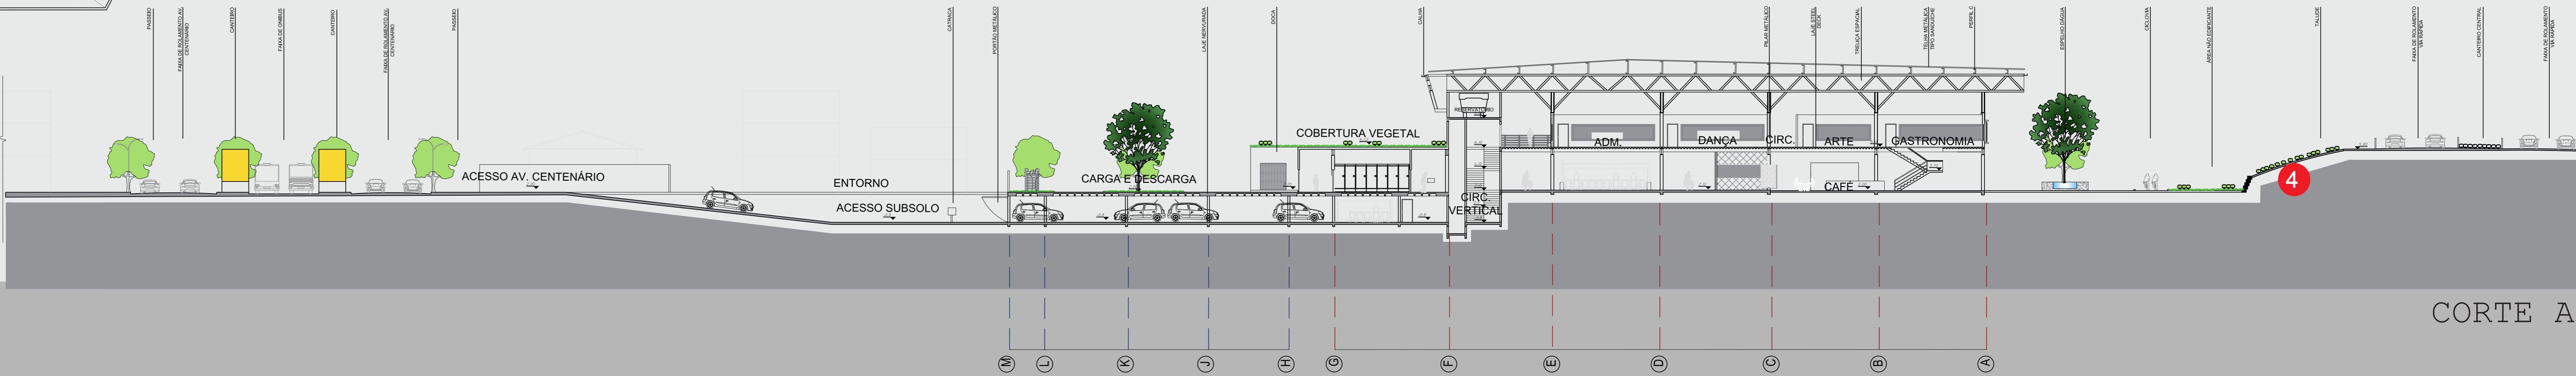 PASSEIO
FAIXA DE ROLAMENTO AV.
CENTENÁRIO
CANTEIRO
FAIXA DE ONIBUS
CANTEIRO
FAIXA DE ROLAMENTO AV.
CENTENÁRIO
PASSEIO
CATRACA
PORTÃO METÁLICO
LAJE NERVURADA
DOCA
CALHA
PILAR METÁLICO
LAJE STEEL
DECK
TRELIÇA ESPACIAL
TELHA METÁLICA
TIPO SANDUICHE
PERFIL C
ESPELHO DÁGUA
CICLOVIA
ÁREA NÃO EDIFICANTE
TALUDE
FAIXA DE ROLAMENTO
VIA RÁPIDA
CANTEIRO CENTRAL
FAIXA DE ROLAMENTO
VIA RÁPIDA
RESERVATÓRIO
COBERTURA VEGETAL
ADM.
DANÇA
CIRC.
ARTE
GASTRONOMIA
ACESSO AV. CENTENÁRIO
ENTORNO
CARGA E DESCARGA
CAFÉ
4
ACESSO SUBSOLO
CIRC.
VERTICAL
CORTE A
M
L
K
J
H
G
F
E
D
C
B
A